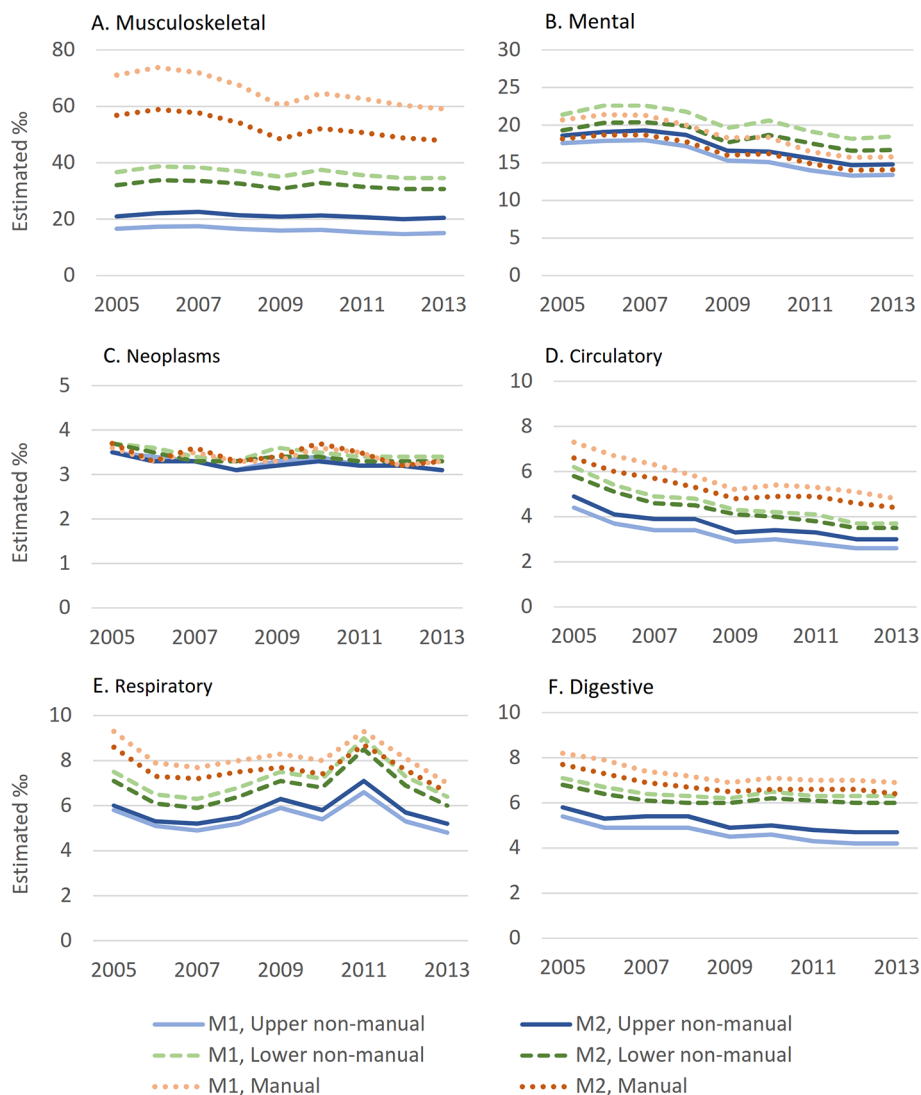 A. Musculoskeletal
80
60
40
20
0
Estimated ‰
2005 2007 2009 2011 2013
B. Mental
30
25
20
15
10
5
0
2005 2007 2009 2011 2013
C. Neoplasms
5
4
3
2
1
0
Estimated ‰
2005 2007 2009 2011 2013
D. Circulatory
10
8
6
4
2
0
2005 2007 2009 2011 2013
E. Respiratory
10
8
6
4
2
0
Estimated ‰
2005 2007 2009 2011 2013
F. Digestive
10
8
6
4
2
0
2005 2007 2009 2011 2013
M1, Upper non-manual
M2, Upper non-manual
M1, Lower non-manual
M2, Lower non-manual
M1, Manual
M2, Manual